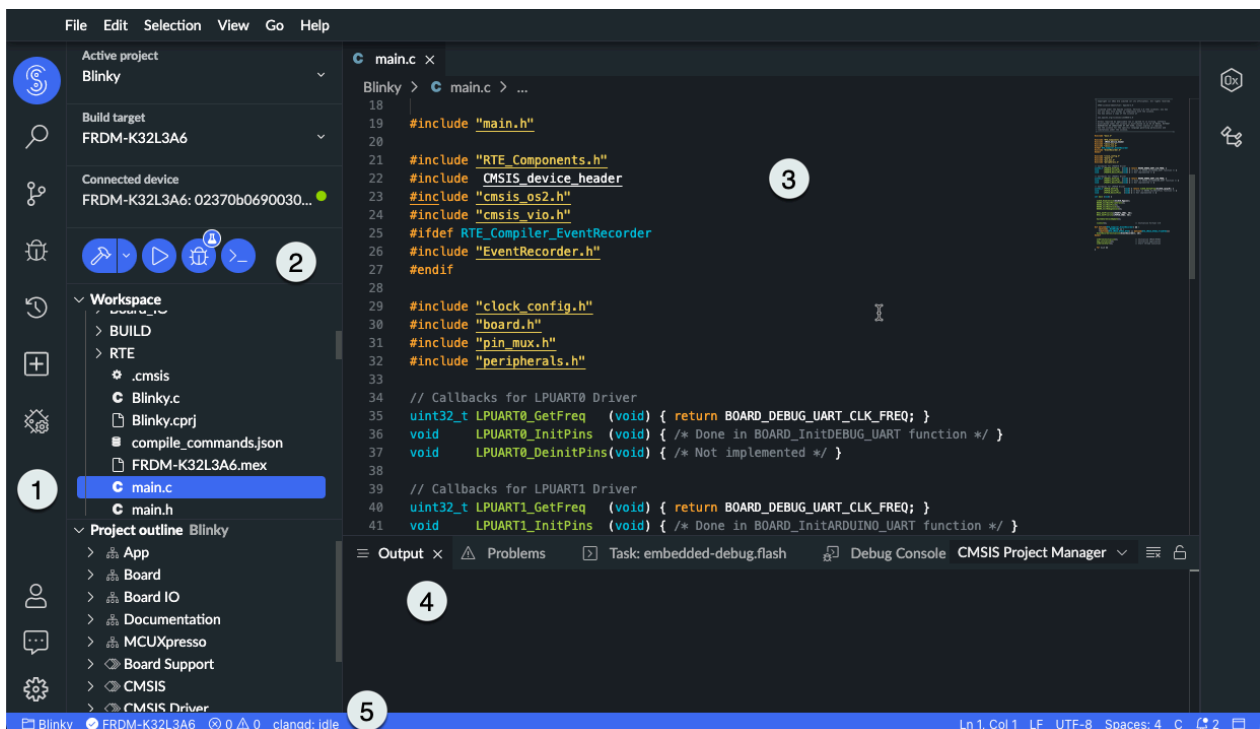 File Edit Selection View Go Help
Active project
Blinky
Build target
FRDM-K32L3A6
Connected device
FRDM-K32L3A6: 02370b0690030...
2
Workspace
Board_IO
BUILD
RTE
.cmsis
Blinky.c
Blinky.cprj
compile_commands.json
FRDM-K32L3A6.mex
1
main.c
main.h
Project outline Blinky
App
Board
Board IO
Documentation
MCUXpresso
Board Support
CMSIS
CMSIS Driver
C main.c ×
Blinky > C main.c > ...
3
18
19 #include "main.h"
20
21 #include "RTE_Components.h"
22 #include CMSIS_device_header
23 #include "cmsis_os2.h"
24 #include "cmsis_vio.h"
25 #ifdef RTE_Compiler_EventRecorder
26 #include "EventRecorder.h"
27 #endif
28
29 #include "clock_config.h"
30 #include "board.h"
31 #include "pin_mux.h"
32 #include "peripherals.h"
33
34 // Callbacks for LPUART0 Driver
35 uint32_t LPUART0_GetFreq (void) { return BOARD_DEBUG_UART_CLK_FREQ; }
36 void LPUART0_InitPins (void) { /* Done in BOARD_InitDEBUG_UART function */ }
37 void LPUART0_DeinitPins(void) { /* Not implemented */ }
38
39 // Callbacks for LPUART1 Driver
40 uint32_t LPUART1_GetFreq (void) { return BOARD_DEBUG_UART_CLK_FREQ; }
41 void LPUART1_InitPins (void) { /* Done in BOARD_InitARDUINO_UART function */ }
Output × Problems Task: embedded-debug.flash Debug Console CMSIS Project Manager
4
5
Blinky FRDM-K32L3A6 0 0 clangd: idle Ln 1, Col 1 LF UTF-8 Spaces: 4 C 2
0x